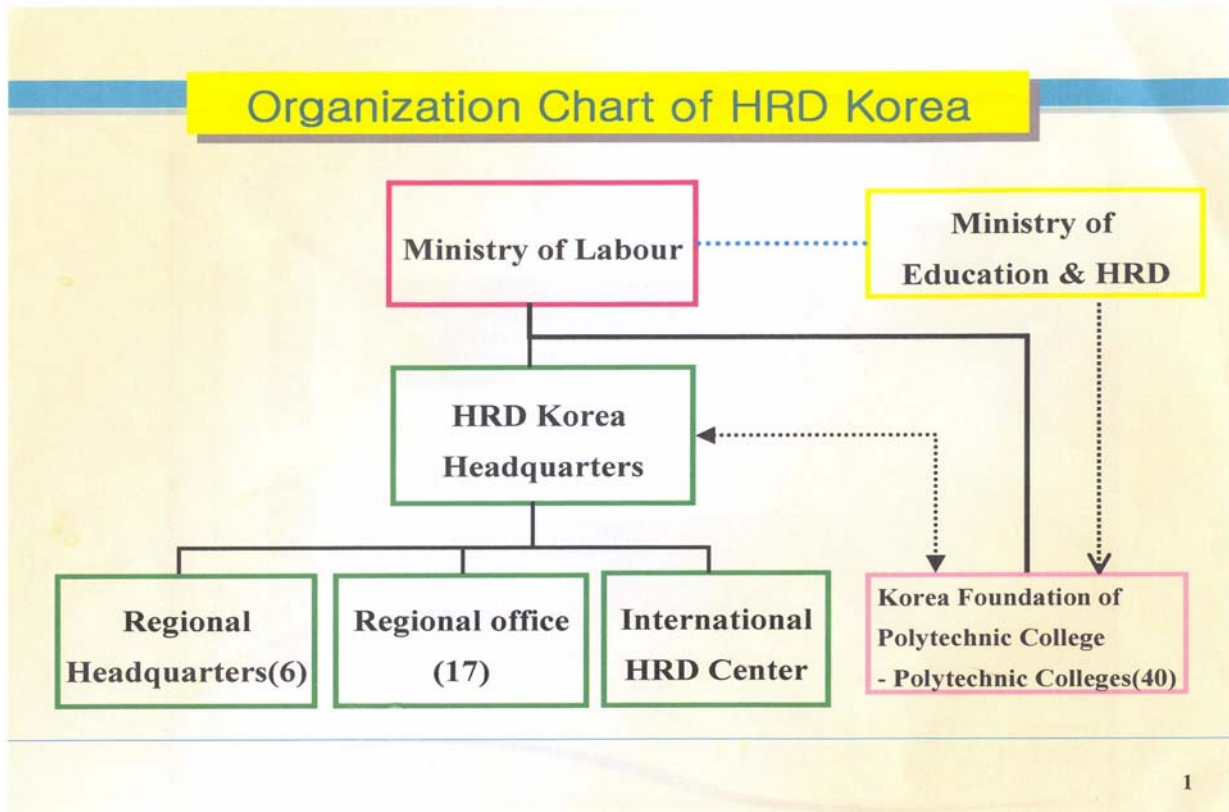 Organization Chart of HRD Korea
Ministry of Labour
Ministry of
Education & HRD
HRD Korea
Headquarters
Regional
Headquarters(6)
Regional office
(17)
International
HRD Center
Korea Foundation of
Polytechnic College
- Polytechnic Colleges(40)
1